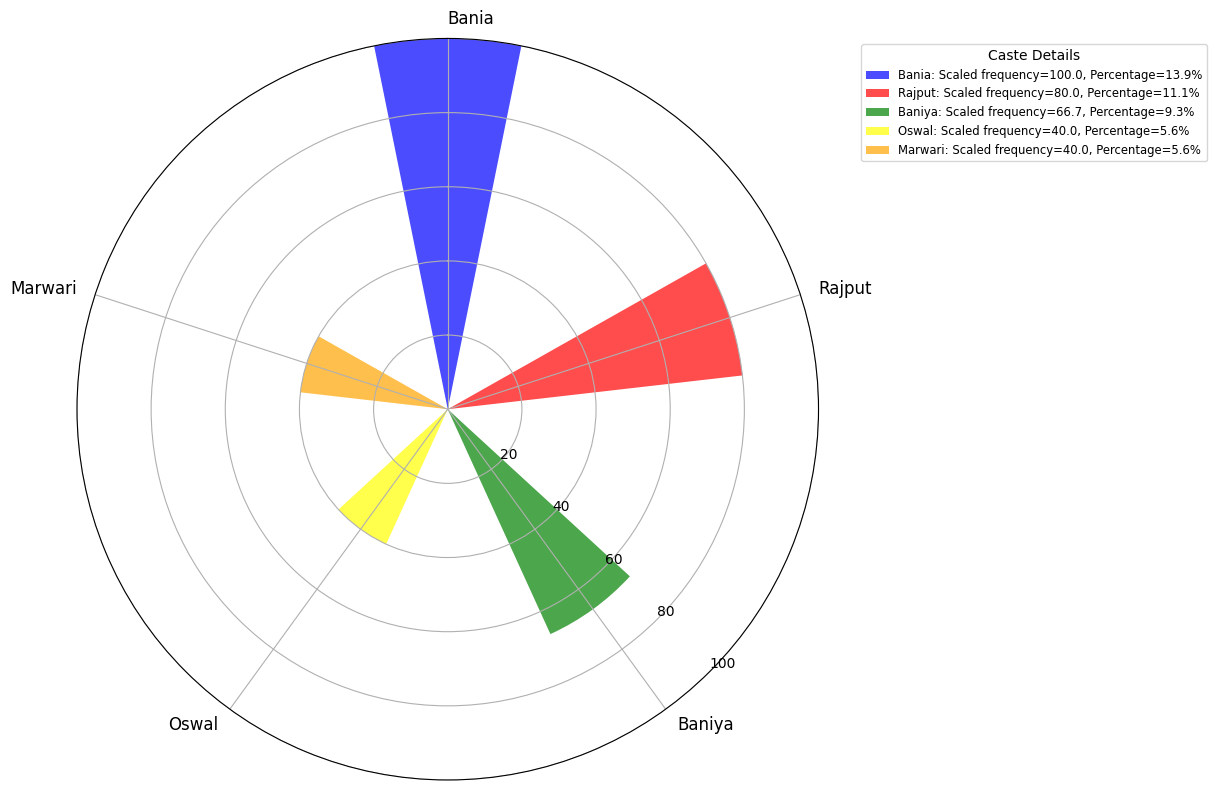 Bania
Caste Details
Bania: Scaled frequency=100.0, Percentage=13.9%
Rajput: Scaled frequency=80.0, Percentage=11.1%
Baniya: Scaled frequency=66.7, Percentage=9.3%
Oswal: Scaled frequency=40.0, Percentage=5.6%
Marwari: Scaled frequency=40.0, Percentage=5.6%
Marwari
Rajput
20
40
60
80
100
Oswal
Baniya